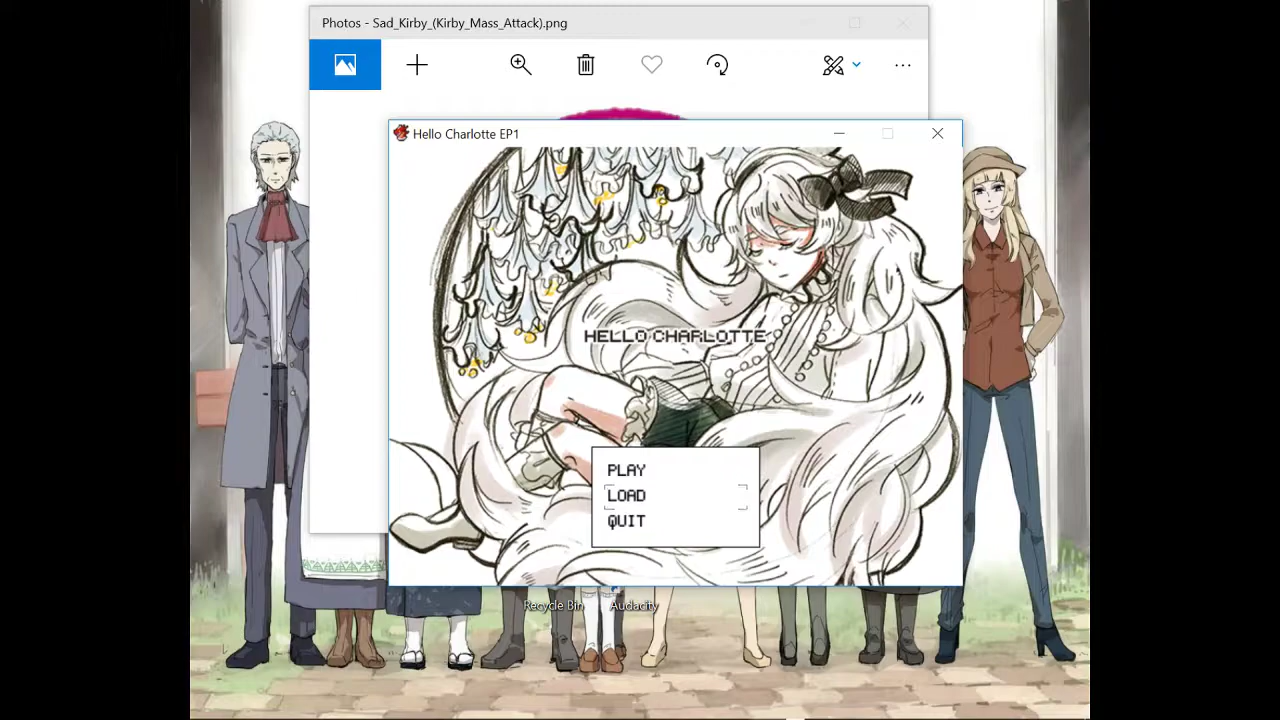 Photos - Sad_Kirby_(Kirby_Mass_Attack).png
Hello Charlotte EP1
HELLO CHARLOTTE
PLAY
LOAD
QUIT
Recycle Bin Audacity